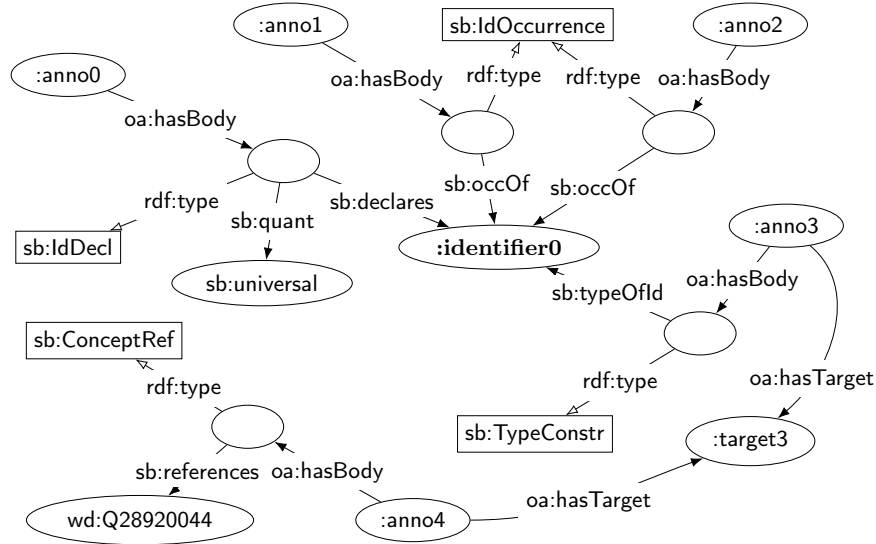 :anno1
sb:IdOccurrence
:anno2
:anno0
oa:hasBody
rdf:type
rdf:type
oa:hasBody
oa:hasBody
rdf:type
sb:declares
sb:occOf
sb:occOf
sb:quant
:anno3
sb:IdDecl
:identifier0
sb:universal
sb:typeOfId
oa:hasBody
sb:ConceptRef
rdf:type
rdf:type
oa:hasTarget
sb:TypeConstr
:target3
sb:references
oa:hasBody
oa:hasTarget
wd:Q28920044
:anno4